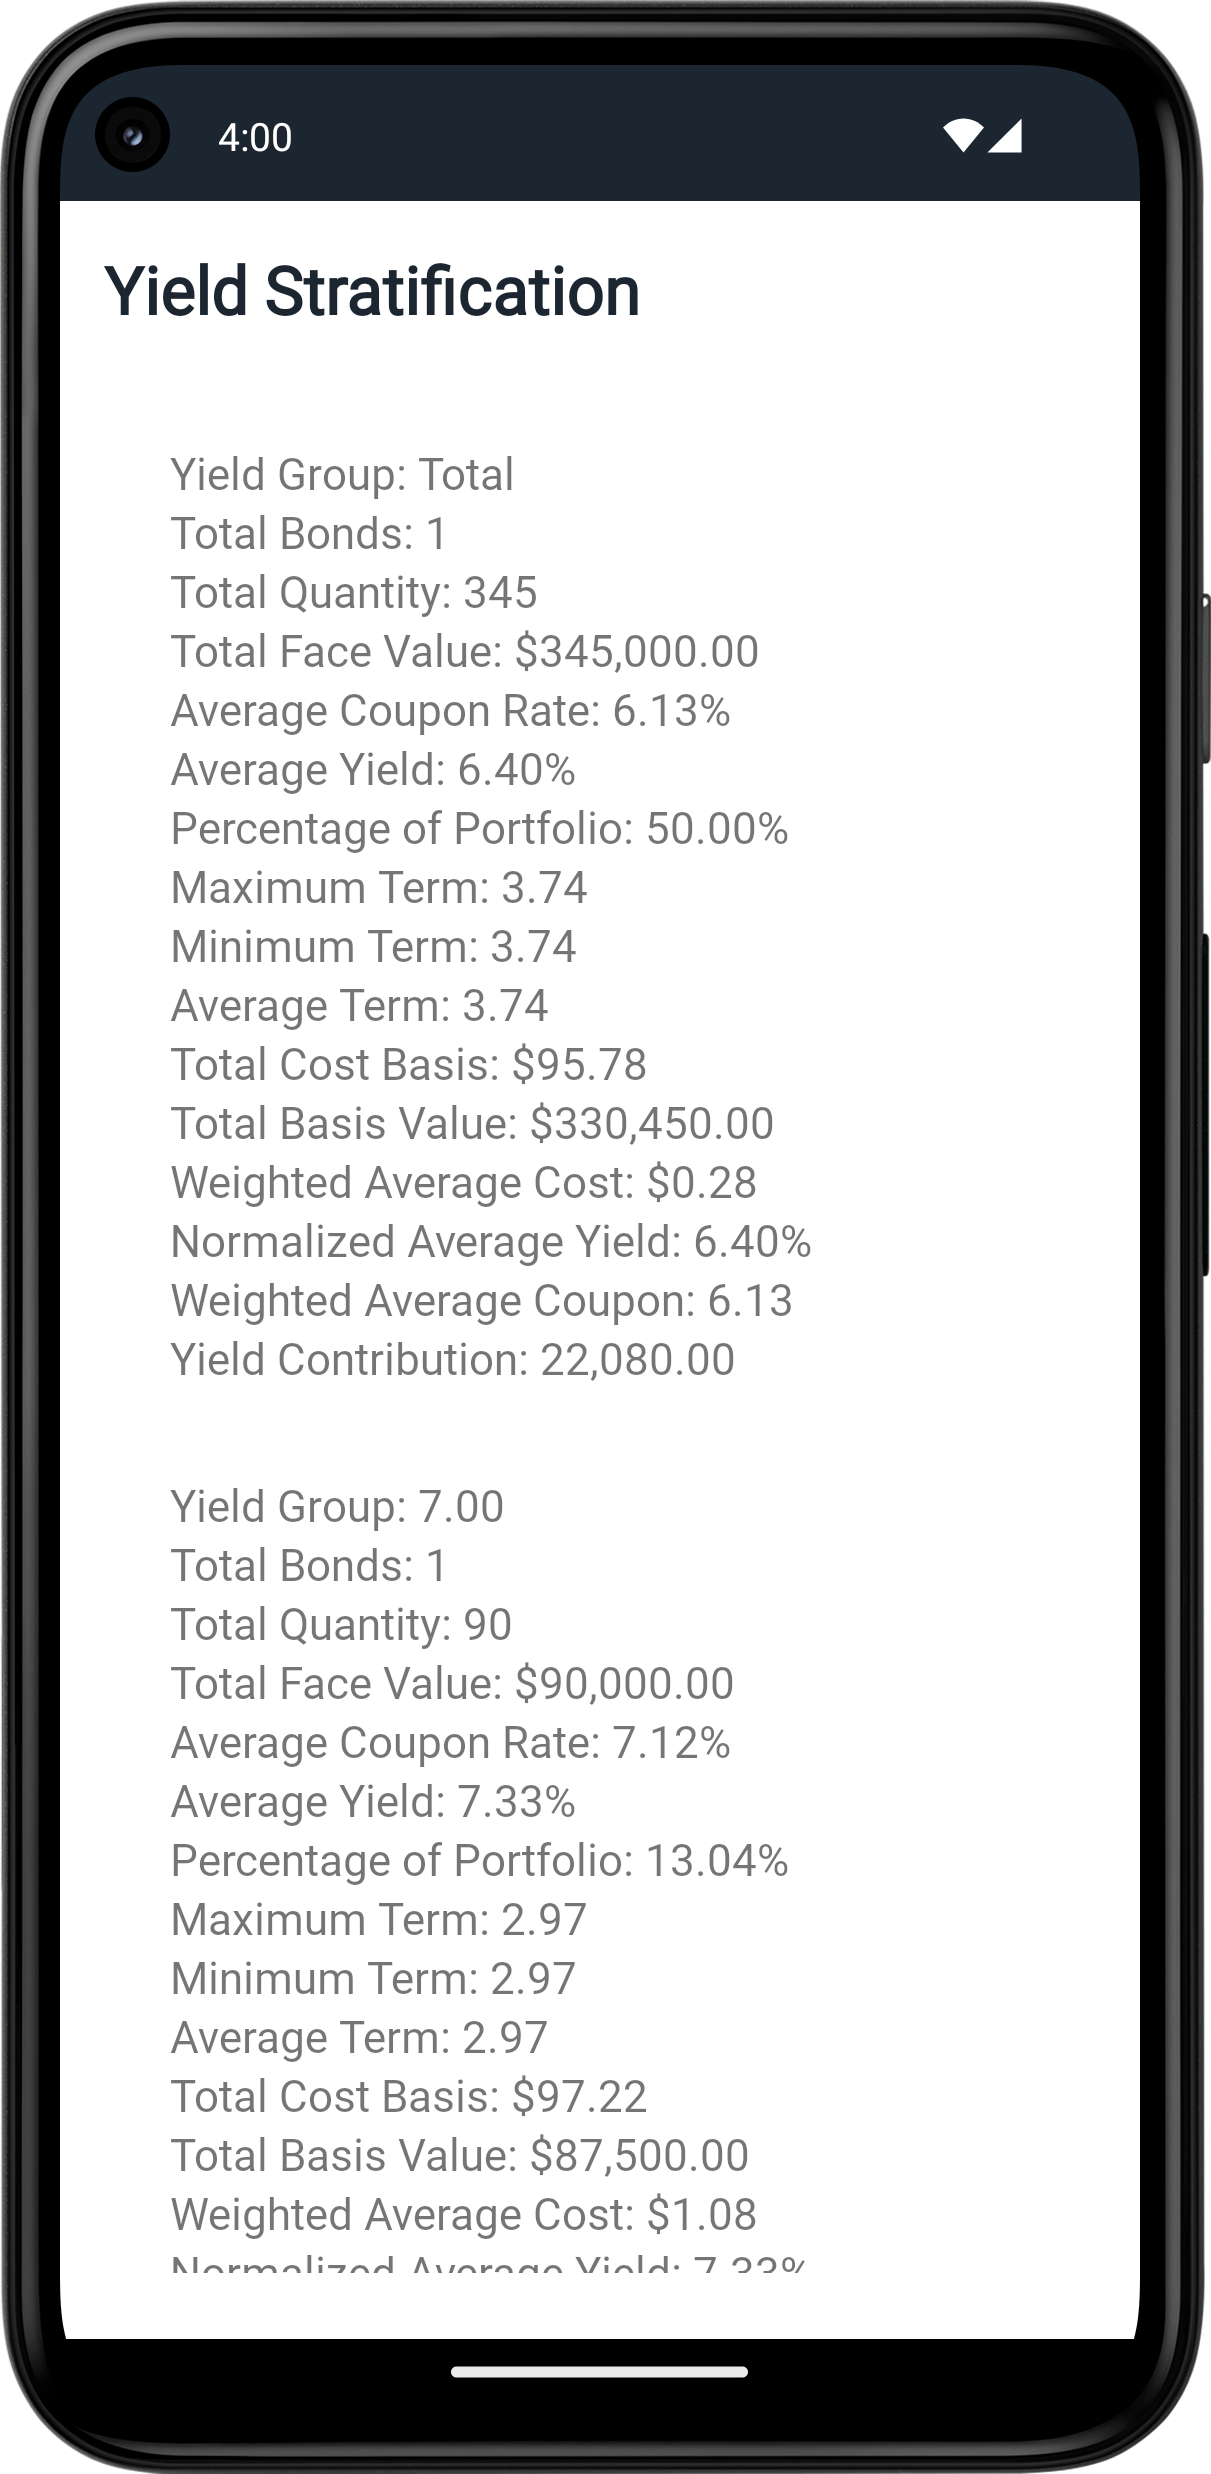 4:00
Yield Stratification
Yield Group: Total
Total Bonds: 1
Total Quantity: 345
Total Face Value: $345,000.00
Average Coupon Rate: 6.13%
Average Yield: 6.40%
Percentage of Portfolio: 50.00%
Maximum Term: 3.74
Minimum Term: 3.74
Average Term: 3.74
Total Cost Basis: $95.78
Total Basis Value: $330,450.00
Weighted Average Cost: $0.28
Normalized Average Yield: 6.40%
Weighted Average Coupon: 6.13
Yield Contribution: 22,080.00
Yield Group: 7.00
Total Bonds: 1
Total Quantity: 90
Total Face Value: $90,000.00
Average Coupon Rate: 7.12%
Average Yield: 7.33%
Percentage of Portfolio: 13.04%
Maximum Term: 2.97
Minimum Term: 2.97
Average Term: 2.97
Total Cost Basis: $97.22
Total Basis Value: $87,500.00
Weighted Average Cost: $1.08
Normalized Average Yield: 7.33%